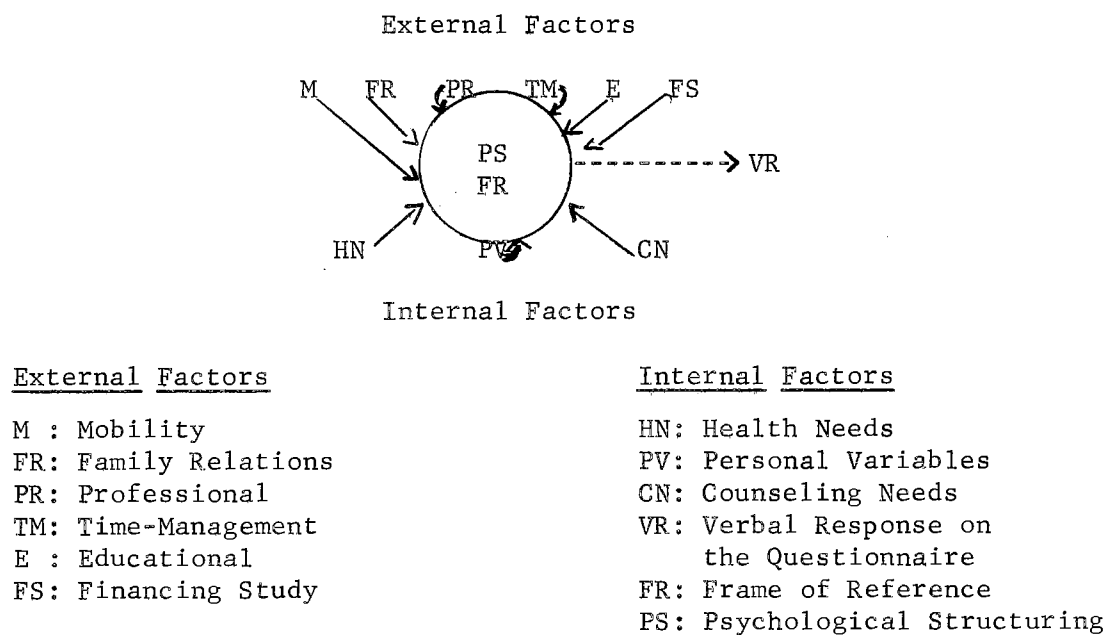 External Factors
M FR PR TM E FS
PS
FR
VR
HN PV CN
Internal Factors
External Factors
M : Mobility
FR: Family Relations
PR: Professional
TM: Time-Management
E : Educational
FS: Financing Study
Internal Factors
HN: Health Needs
PV: Personal Variables
CN: Counseling Needs
VR: Verbal Response on
the Questionnaire
FR: Frame of Reference
PS: Psychological Structuring